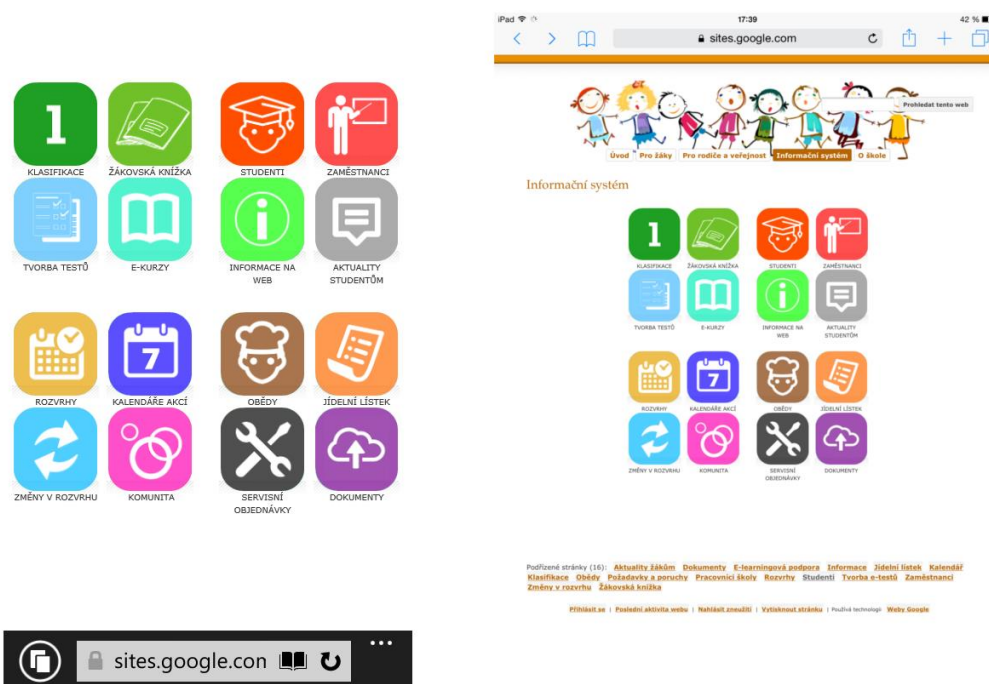 1
KLASIFIKACE ŽÁKOVSKÁ KNÍŽKA STUDENTI ZAMĚSTNANCI
TVORBA TESTŮ E-KURZY INFORMACE NA WEB AKTUALITY STUDENTŮM
7
ROZVRHY KALENDÁŘE AKCÍ OBĚDY JÍDELNÍ LÍSTEK
ZMĚNY V ROZVRHU KOMUNITA SERVISNÍ OBJEDNÁVKY DOKUMENTY
sites.google.con
iPad 17:39 42 %
sites.google.com
Prohledat tento web
Úvod Pro žáky Pro rodiče a veřejnost Informační systém O škole
Informační systém
1
KLASIFIKACE ŽÁKOVSKÁ KNÍŽKA STUDENTI ZAMĚSTNANCI
TVORBA TESTŮ E-KURZY INFORMACE NA WEB AKTUALITY STUDENTŮM
7
ROZVRHY KALENDÁŘE AKCÍ OBĚDY JÍDELNÍ LÍSTEK
ZMĚNY V ROZVRHU KOMUNITA SERVISNÍ OBJEDNÁVKY DOKUMENTY
Podřízené stránky (16): Aktuality žákům Dokumenty E-learningová podpora Informace Jídelní lístek Kalendář
Klasifikace Obědy Požadavky a poruchy Pracovníci školy Rozvrhy Studenti Tvorba e-testů Zaměstnanci
Změny v rozvrhu Žákovská knížka
Přihlásit se | Poslední aktivita webu | Nahlásit zneužití | Vytisknout stránku | Používá technologii Weby Google